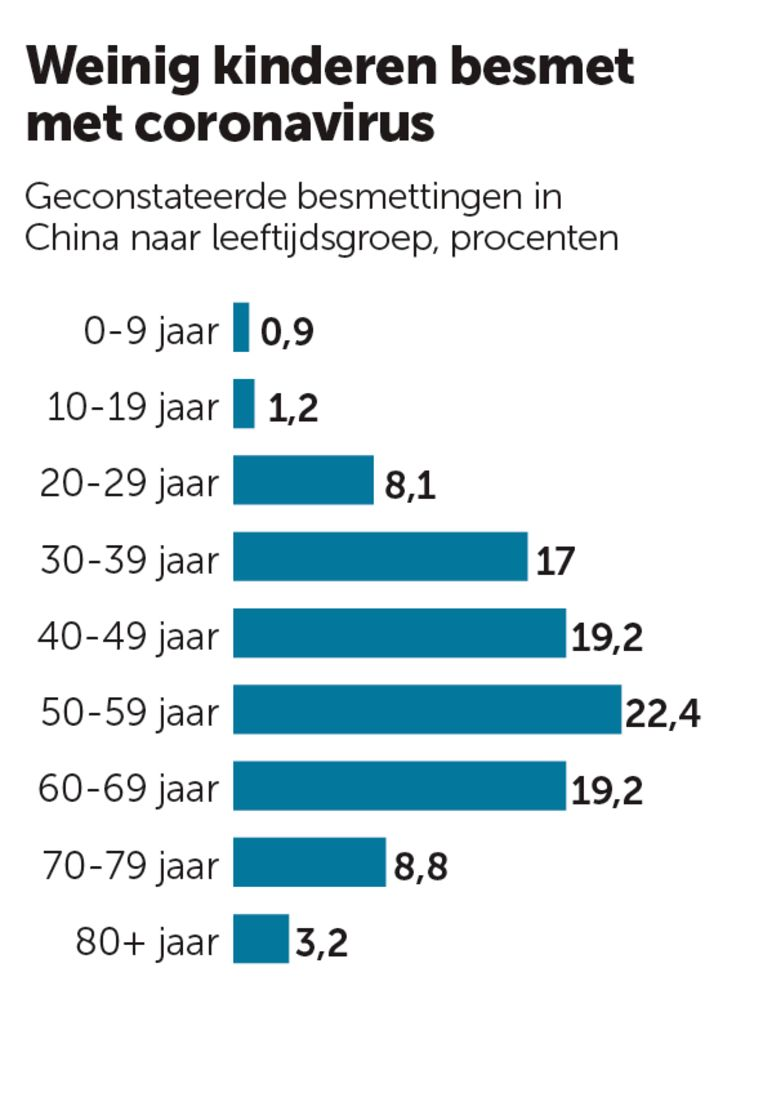 Weinig kinderen besmet
met coronavirus
Geconstateerde besmettingen in
China naar leeftijdsgroep, procenten
0-9 jaar 0,9
10-19 jaar 1,2
20-29 jaar 8,1
30-39 jaar 17
40-49 jaar 19,2
50-59 jaar 22,4
60-69 jaar 19,2
70-79 jaar 8,8
80+ jaar 3,2